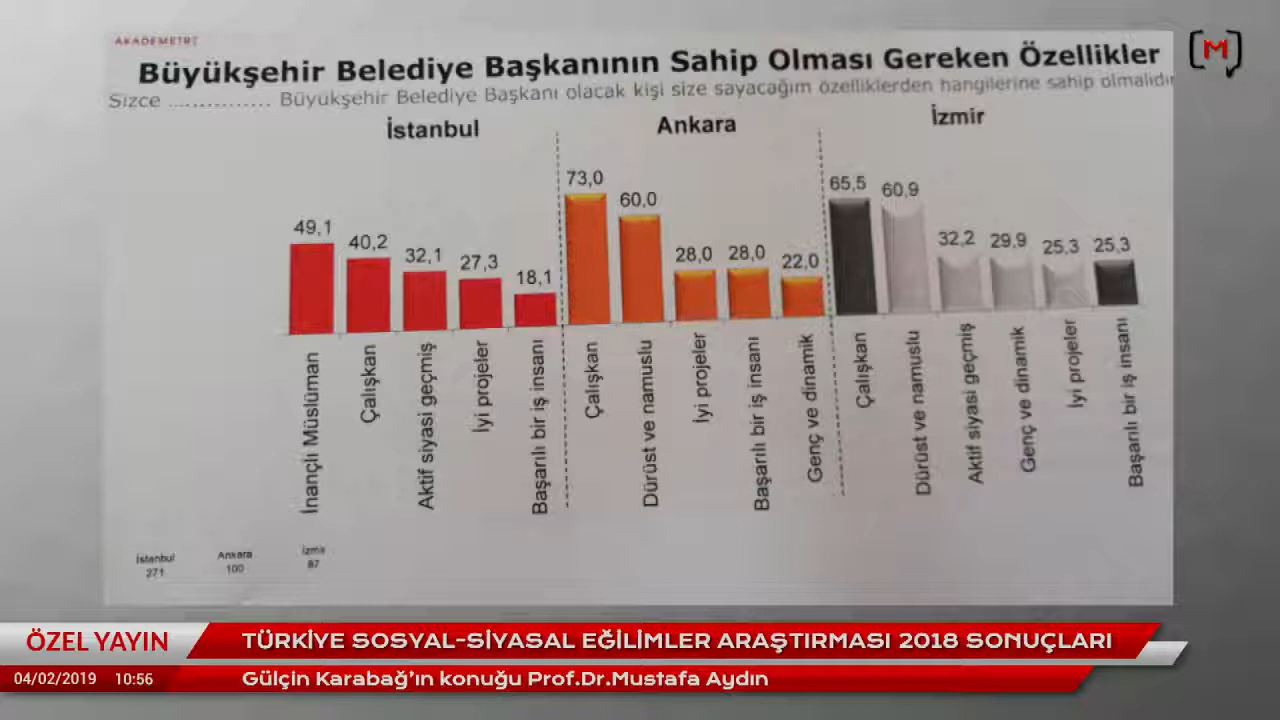 AKADEMETRE
Büyükşehir Belediye Başkanının Sahip Olması Gereken Özellikler
Sizce ............... Büyükşehir Belediye Başkanı olacak kişi size sayacağım özelliklerden hangilerine sahip olmalıdır
İstanbul
49,1
40,2
32,1
27,3
18,1
İnançlı Müslüman
Çalışkan
Aktif siyasi geçmiş
İyi projeler
Başarılı bir iş insanı
Ankara
73,0
60,0
28,0
28,0
22,0
Çalışkan
Dürüst ve namuslu
İyi projeler
Başarılı bir iş insanı
Genç ve dinamik
İzmir
65,5
60,9
32,2
29,9
25,3
25,3
Çalışkan
Dürüst ve namuslu
Aktif siyasi geçmiş
Genç ve dinamik
İyi projeler
Başarılı bir iş insanı
İstanbul Ankara İzmir
271 100 87
M
ÖZEL YAYIN
TÜRKİYE SOSYAL-SİYASAL EĞİLİMLER ARAŞTIRMASI 2018 SONUÇLARI
04/02/2019 10:56
Gülçin Karabağ'ın konuğu Prof.Dr.Mustafa Aydın